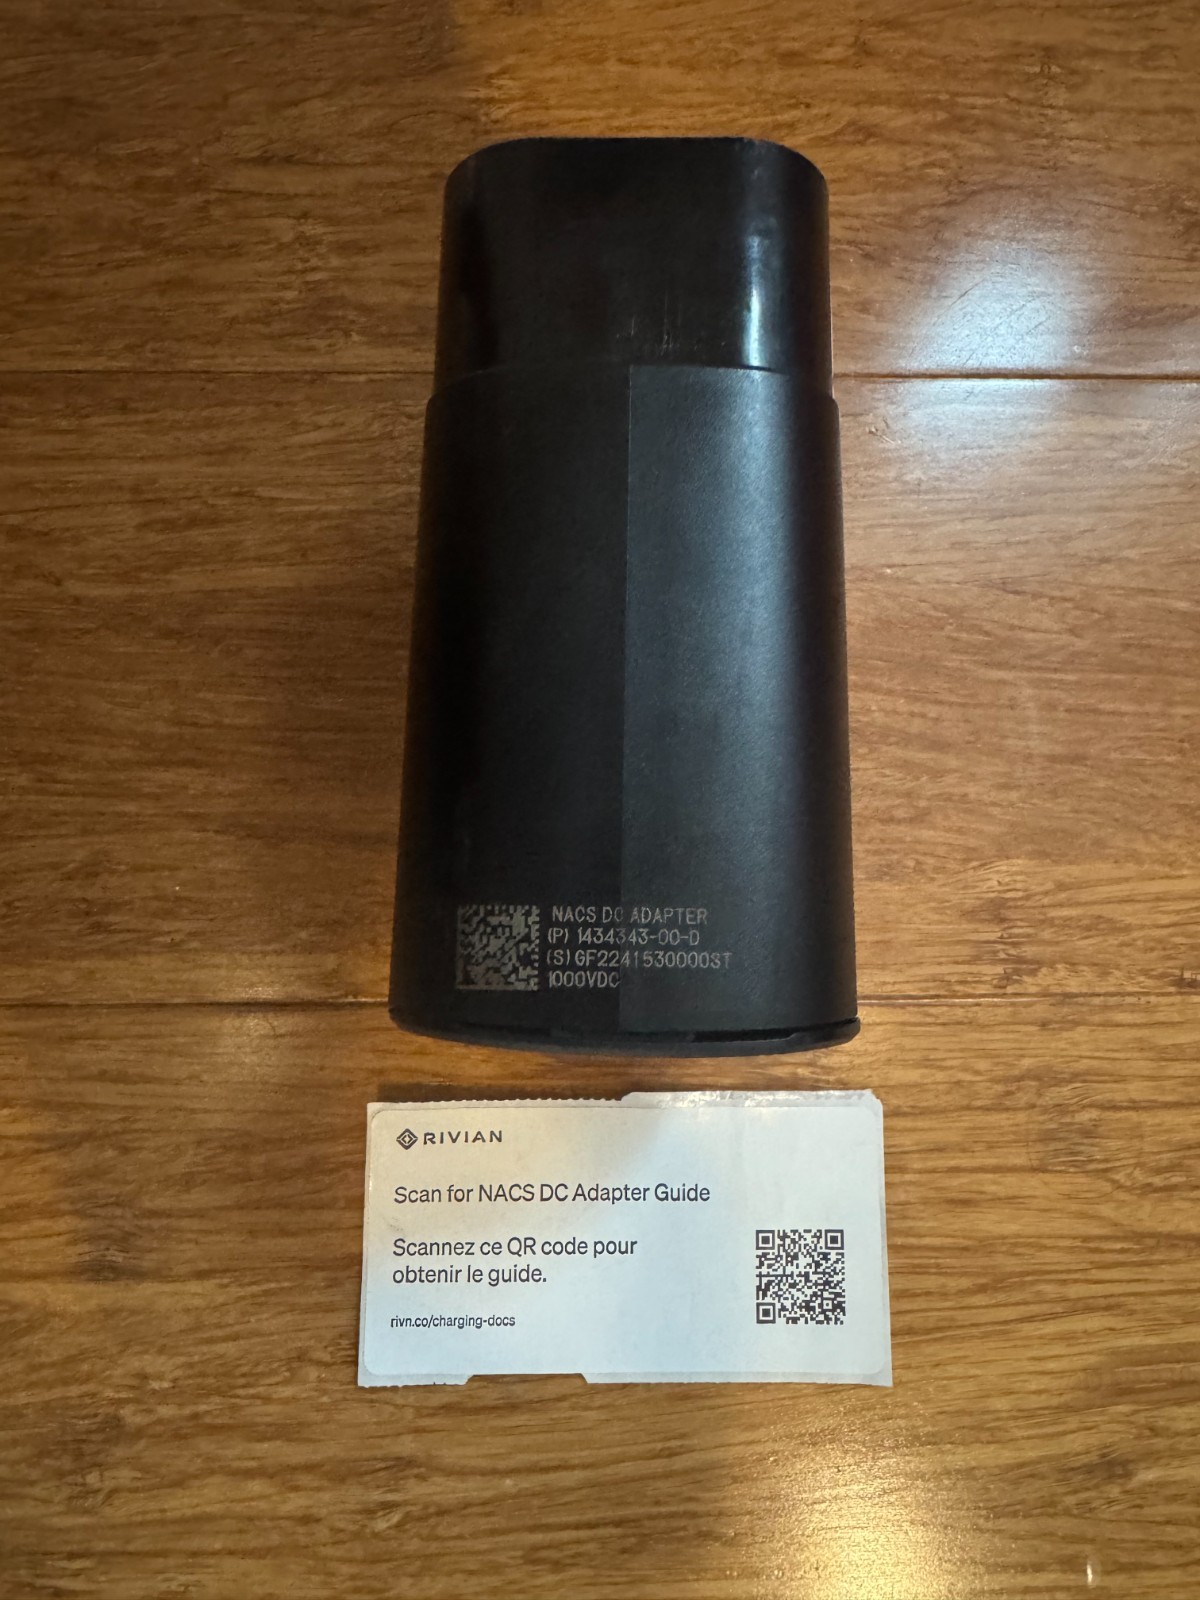 NACS DC ADAPTER
(P) 1434343-00-D
(S) GF2241530000ST
1000VDC
RIVIAN
Scan for NACS DC Adapter Guide
Scannez ce QR code pour
obtenir le guide.
rivn.co/charging-docs